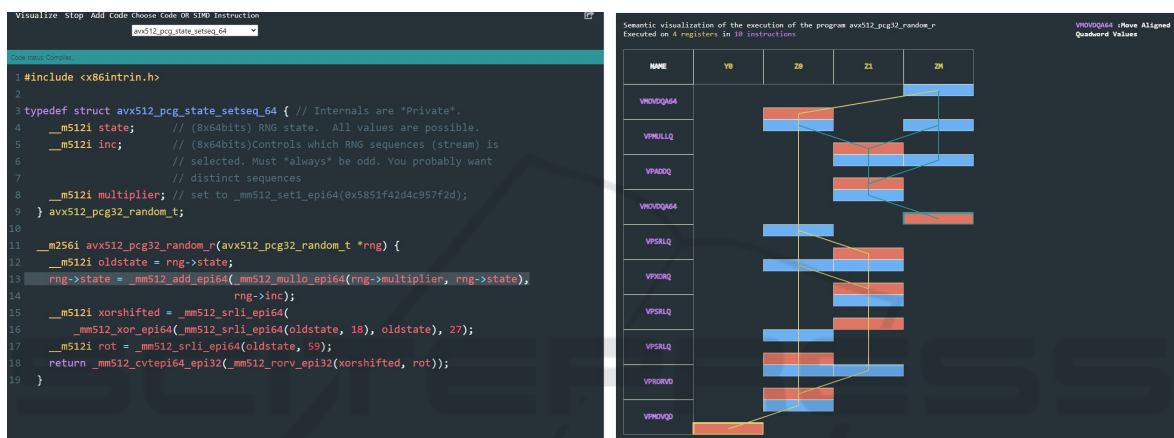 Visualize Stop Add Code Choose Code OR SIMD Instruction
avx512_pcg_state_setseq_64
Code status: Compiles.
1 #include <x86intrin.h>
2
3 typedef struct avx512_pcg_state_setseq_64 { // Internals are *Private*.
4 __m512i state; // (8x64bits) RNG state. All values are possible.
5 __m512i inc; // (8x64bits)Controls which RNG sequences (stream) is
6 // selected. Must *always* be odd. You probably want
7 // distinct sequences
8 __m512i multiplier; // set to _mm512_set1_epi64(0x5851f42d4c957f2d);
9 } avx512_pcg32_random_t;
10
11 __m256i avx512_pcg32_random_r(avx512_pcg32_random_t *rng) {
12 __m512i oldstate = rng->state;
13 rng->state = _mm512_add_epi64(_mm512_mullo_epi64(rng->multiplier, rng->state),
14 rng->inc);
15 __m512i xorshifted = _mm512_srli_epi64(
16 _mm512_xor_epi64(_mm512_srli_epi64(oldstate, 18), oldstate), 27);
17 __m512i rot = _mm512_srli_epi64(oldstate, 59);
18 return _mm512_cvtepi64_epi32(_mm512_rorv_epi32(xorshifted, rot));
19 }
Semantic visualization of the execution of the program avx512_pcg32_random_r
Executed on 4 registers in 10 instructions
VMOVDQA64 :Move Aligned
Quadword Values
NAME Y0 Z0 Z1 ZM
VMOVDQA64
VPMULLQ
VPADDQ
VMOVDQA64
VPSRLQ
VPXORQ
VPSRLQ
VPSRLQ
VPRORVD
VPMOVQD
SCITEPRESS